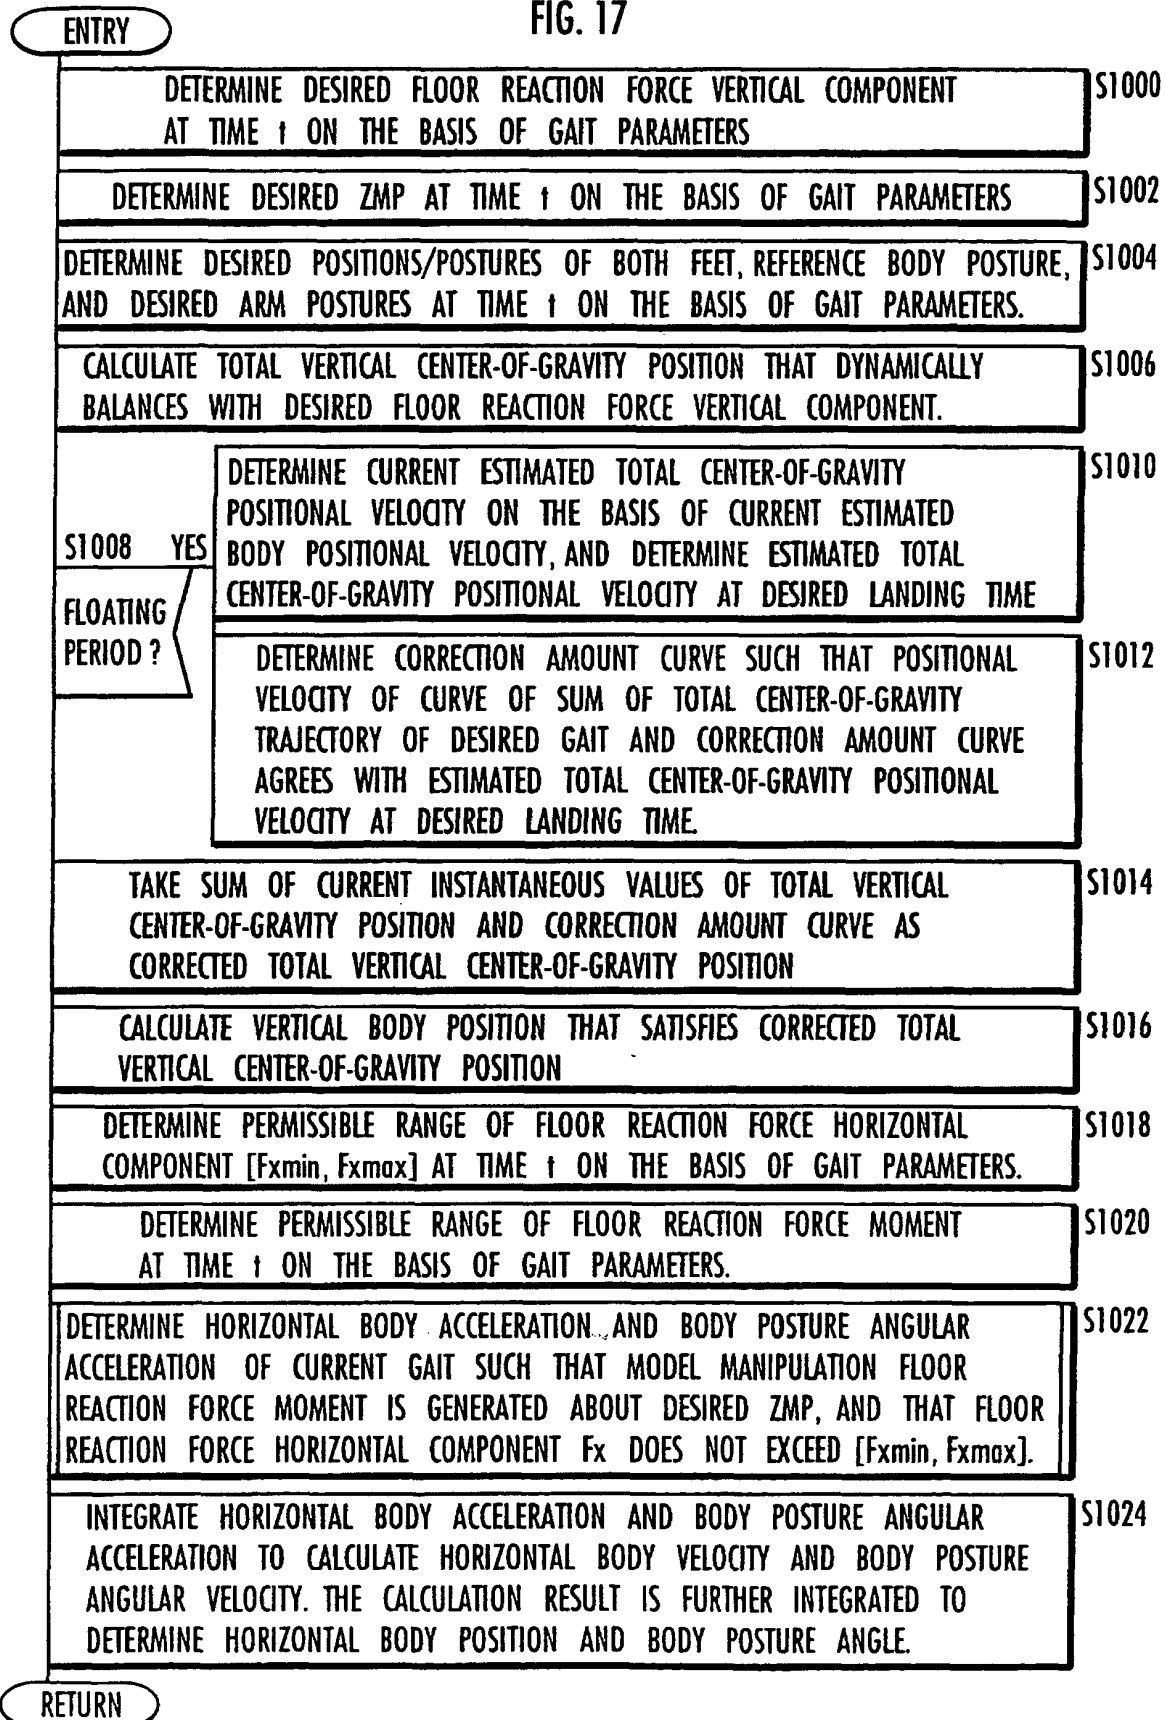 FIG. 17
ENTRY
DETERMINE DESIRED FLOOR REACTION FORCE VERTICAL COMPONENT
AT TIME t ON THE BASIS OF GAIT PARAMETERS
S1000
DETERMINE DESIRED ZMP AT TIME t ON THE BASIS OF GAIT PARAMETERS
S1002
DETERMINE DESIRED POSITIONS/POSTURES OF BOTH FEET, REFERENCE BODY POSTURE,
AND DESIRED ARM POSTURES AT TIME t ON THE BASIS OF GAIT PARAMETERS.
S1004
CALCULATE TOTAL VERTICAL CENTER-OF-GRAVITY POSITION THAT DYNAMICALLY
BALANCES WITH DESIRED FLOOR REACTION FORCE VERTICAL COMPONENT.
S1006
S1008 YES
FLOATING
PERIOD ?
DETERMINE CURRENT ESTIMATED TOTAL CENTER-OF-GRAVITY
POSITIONAL VELOCITY ON THE BASIS OF CURRENT ESTIMATED
BODY POSITIONAL VELOCITY, AND DETERMINE ESTIMATED TOTAL
CENTER-OF-GRAVITY POSITIONAL VELOCITY AT DESIRED LANDING TIME
S1010
DETERMINE CORRECTION AMOUNT CURVE SUCH THAT POSITIONAL
VELOCITY OF CURVE OF SUM OF TOTAL CENTER-OF-GRAVITY
TRAJECTORY OF DESIRED GAIT AND CORRECTION AMOUNT CURVE
AGREES WITH ESTIMATED TOTAL CENTER-OF-GRAVITY POSITIONAL
VELOCITY AT DESIRED LANDING TIME.
S1012
TAKE SUM OF CURRENT INSTANTANEOUS VALUES OF TOTAL VERTICAL
CENTER-OF-GRAVITY POSITION AND CORRECTION AMOUNT CURVE AS
CORRECTED TOTAL VERTICAL CENTER-OF-GRAVITY POSITION
S1014
CALCULATE VERTICAL BODY POSITION THAT SATISFIES CORRECTED TOTAL
VERTICAL CENTER-OF-GRAVITY POSITION
S1016
DETERMINE PERMISSIBLE RANGE OF FLOOR REACTION FORCE HORIZONTAL
COMPONENT [Fxmin, Fxmax] AT TIME t ON THE BASIS OF GAIT PARAMETERS.
S1018
DETERMINE PERMISSIBLE RANGE OF FLOOR REACTION FORCE MOMENT
AT TIME t ON THE BASIS OF GAIT PARAMETERS.
S1020
DETERMINE HORIZONTAL BODY ACCELERATION AND BODY POSTURE ANGULAR
ACCELERATION OF CURRENT GAIT SUCH THAT MODEL MANIPULATION FLOOR
REACTION FORCE MOMENT IS GENERATED ABOUT DESIRED ZMP, AND THAT FLOOR
REACTION FORCE HORIZONTAL COMPONENT Fx DOES NOT EXCEED [Fxmin, Fxmax].
S1022
INTEGRATE HORIZONTAL BODY ACCELERATION AND BODY POSTURE ANGULAR
ACCELERATION TO CALCULATE HORIZONTAL BODY VELOCITY AND BODY POSTURE
ANGULAR VELOCITY. THE CALCULATION RESULT IS FURTHER INTEGRATED TO
DETERMINE HORIZONTAL BODY POSITION AND BODY POSTURE ANGLE.
S1024
RETURN